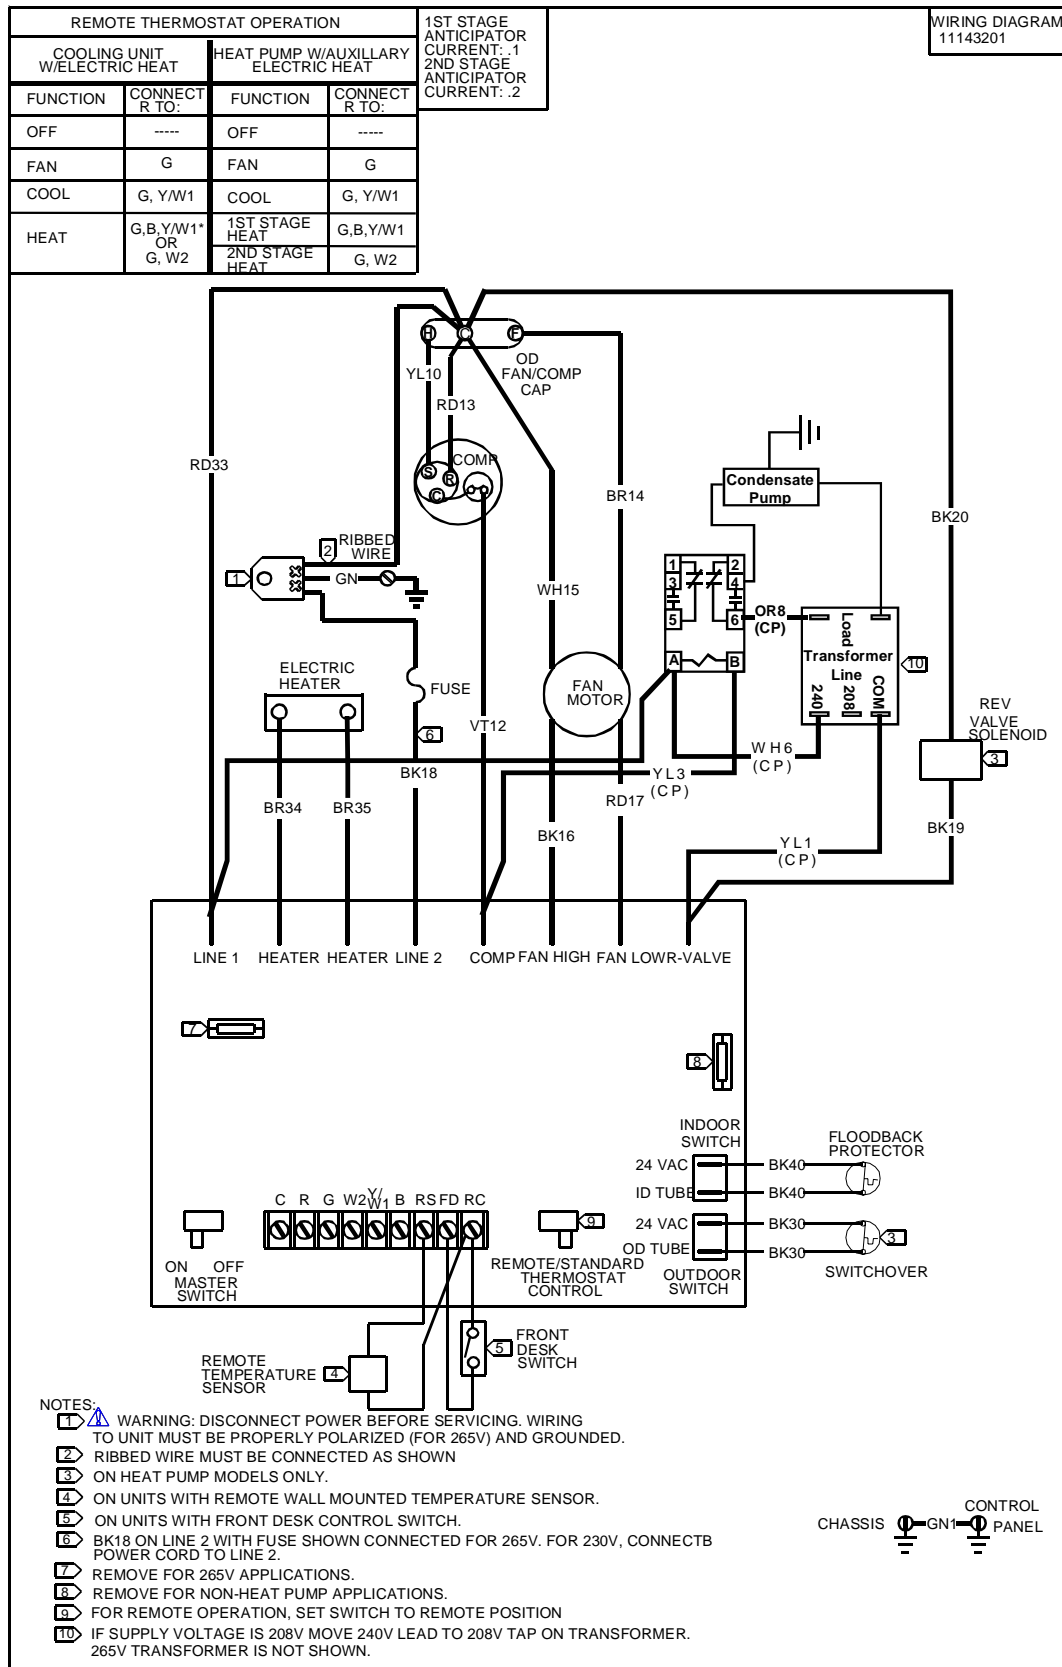 REMOTE THERMOSTAT OPERATION
COOLING UNIT
W/ELECTRIC HEAT
HEAT PUMP W/AUXILLARY
ELECTRIC HEAT
FUNCTION
CONNECT
R TO:
FUNCTION
CONNECT
R TO:
OFF
-----
OFF
-----
FAN
G
FAN
G
COOL
G, Y/W1
COOL
G, Y/W1
HEAT
G,B,Y/W1*
OR
G, W2
1ST STAGE
HEAT
G,B,Y/W1
2ND STAGE
HEAT
G, W2
1ST STAGE
ANTICIPATOR
CURRENT: .1
2ND STAGE
ANTICIPATOR
CURRENT: .2
WIRING DIAGRAM
11143201
H
C
F
OD
FAN/COMP
CAP
YL10
RD13
RD33
COMP
S
R
C
BR14
Condensate
Pump
BK20
2
RIBBED
WIRE
1
GN
WH15
1
2
3
4
5
6
A
B
OR8
(CP)
Load
Transformer
Line
240
208
COM
10
ELECTRIC
HEATER
FUSE
FAN
MOTOR
VT12
6
BK18
WH6
(CP)
YL3
(CP)
REV
VALVE
SOLENOID
3
BR34
BR35
RD17
BK16
YL1
(CP)
BK19
LINE 1
HEATER
HEATER
LINE 2
COMP
FAN HIGH
FAN LOW
R-VALVE
7
8
INDOOR
SWITCH
24 VAC
BK40
ID TUBE
BK40
FLOODBACK
PROTECTOR
24 VAC
BK30
OD TUBE
BK30
OUTDOOR
SWITCH
3
SWITCHOVER
C
R
G
W2
Y/
W1
B
RS
FD
RC
ON
OFF
MASTER
SWITCH
9
REMOTE/STANDARD
THERMOSTAT
CONTROL
REMOTE
TEMPERATURE
SENSOR
4
5
FRONT
DESK
SWITCH
NOTES:
1 WARNING: DISCONNECT POWER BEFORE SERVICING. WIRING
TO UNIT MUST BE PROPERLY POLARIZED (FOR 265V) AND GROUNDED.
2 RIBBED WIRE MUST BE CONNECTED AS SHOWN
3 ON HEAT PUMP MODELS ONLY.
4 ON UNITS WITH REMOTE WALL MOUNTED TEMPERATURE SENSOR.
5 ON UNITS WITH FRONT DESK CONTROL SWITCH.
6 BK18 ON LINE 2 WITH FUSE SHOWN CONNECTED FOR 265V. FOR 230V, CONNECTB
POWER CORD TO LINE 2.
7 REMOVE FOR 265V APPLICATIONS.
8 REMOVE FOR NON-HEAT PUMP APPLICATIONS.
9 FOR REMOTE OPERATION, SET SWITCH TO REMOTE POSITION
10 IF SUPPLY VOLTAGE IS 208V MOVE 240V LEAD TO 208V TAP ON TRANSFORMER.
265V TRANSFORMER IS NOT SHOWN.
CHASSIS
GN1
CONTROL
PANEL